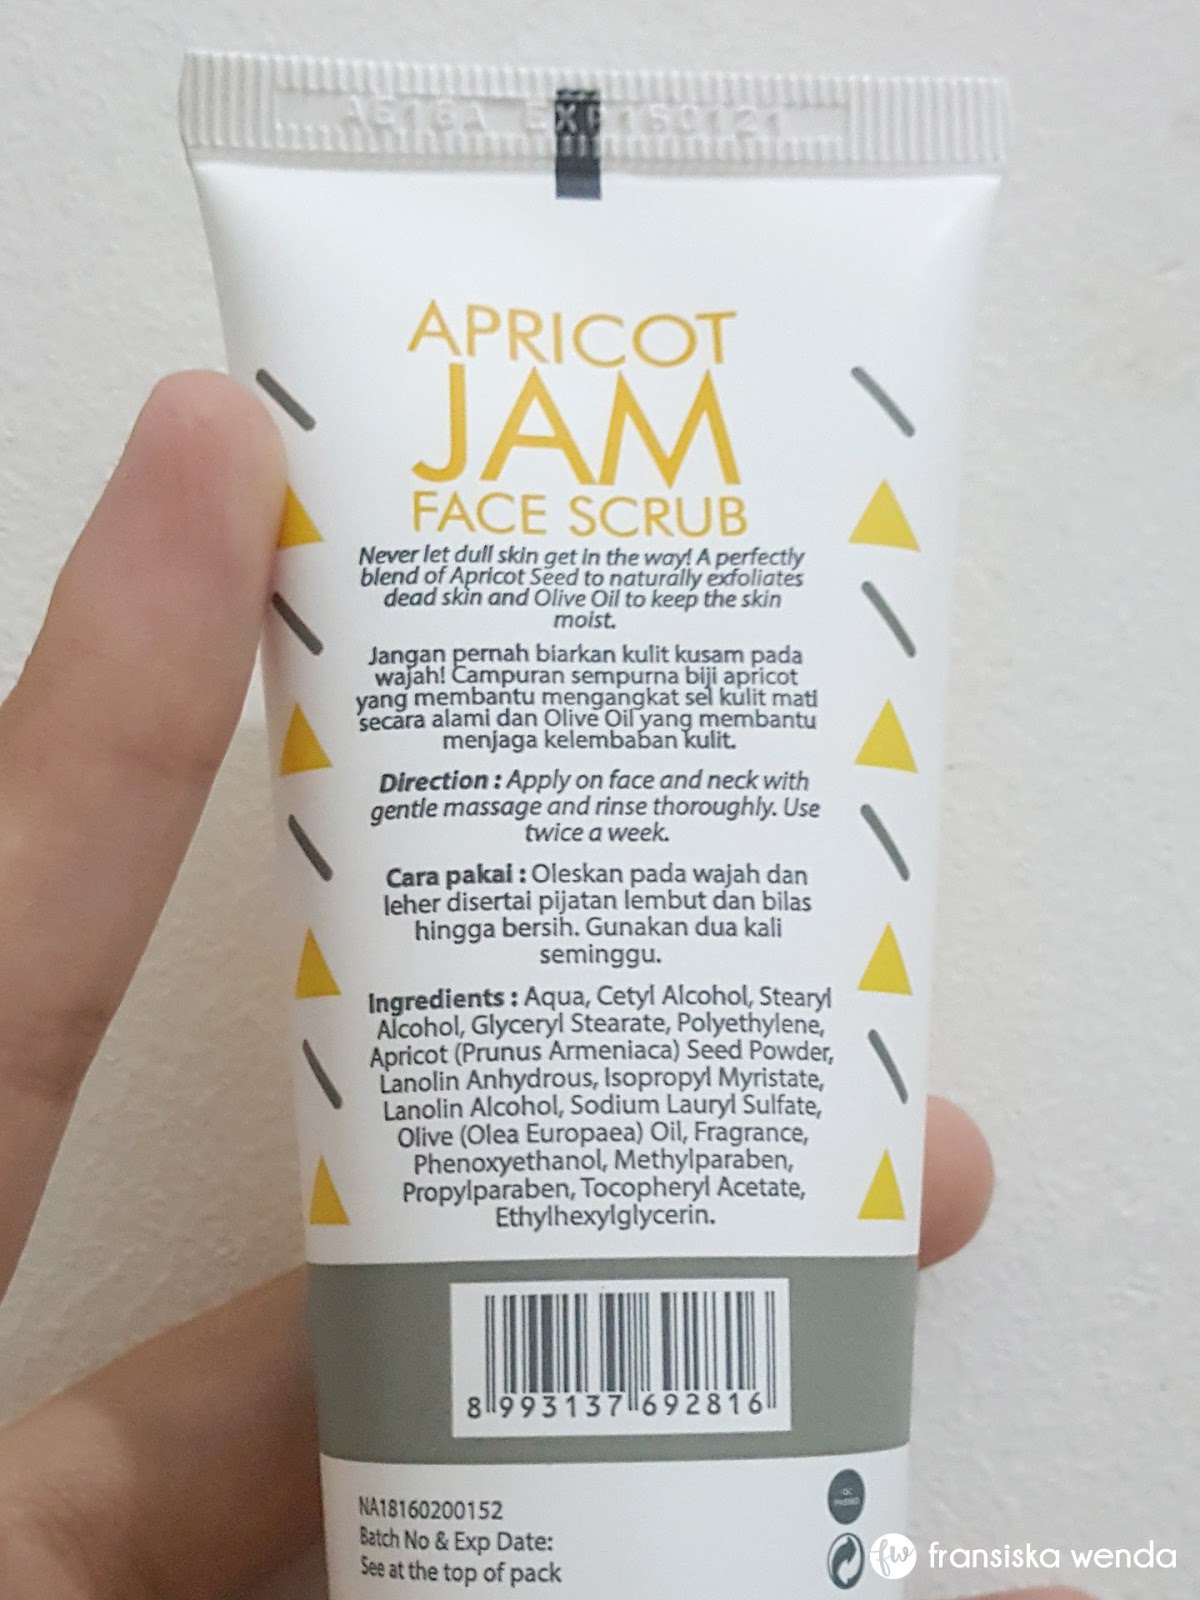 A616A EXP150121
APRICOT
JAM
FACE SCRUB
Never let dull skin get in the way! A perfectly
blend of Apricot Seed to naturally exfoliates
dead skin and Olive Oil to keep the skin
moist.
Jangan pernah biarkan kulit kusam pada
wajah! Campuran sempurna biji apricot
yang membantu mengangkat sel kulit mati
secara alami dan Olive Oil yang membantu
menjaga kelembaban kulit.
Direction : Apply on face and neck with
gentle massage and rinse thoroughly. Use
twice a week.
Cara pakai : Oleskan pada wajah dan
leher disertai pijatan lembut dan bilas
hingga bersih. Gunakan dua kali
seminggu.
Ingredients : Aqua, Cetyl Alcohol, Stearyl
Alcohol, Glyceryl Stearate, Polyethylene,
Apricot (Prunus Armeniaca) Seed Powder,
Lanolin Anhydrous, Isopropyl Myristate,
Lanolin Alcohol, Sodium Lauryl Sulfate,
Olive (Olea Europaea) Oil, Fragrance,
Phenoxyethanol, Methylparaben,
Propylparaben, Tocopheryl Acetate,
Ethylhexylglycerin.
8 993137 692816
NA18160200152
Batch No & Exp Date:
See at the top of pack
QC
PASSED
fw fransiska wenda